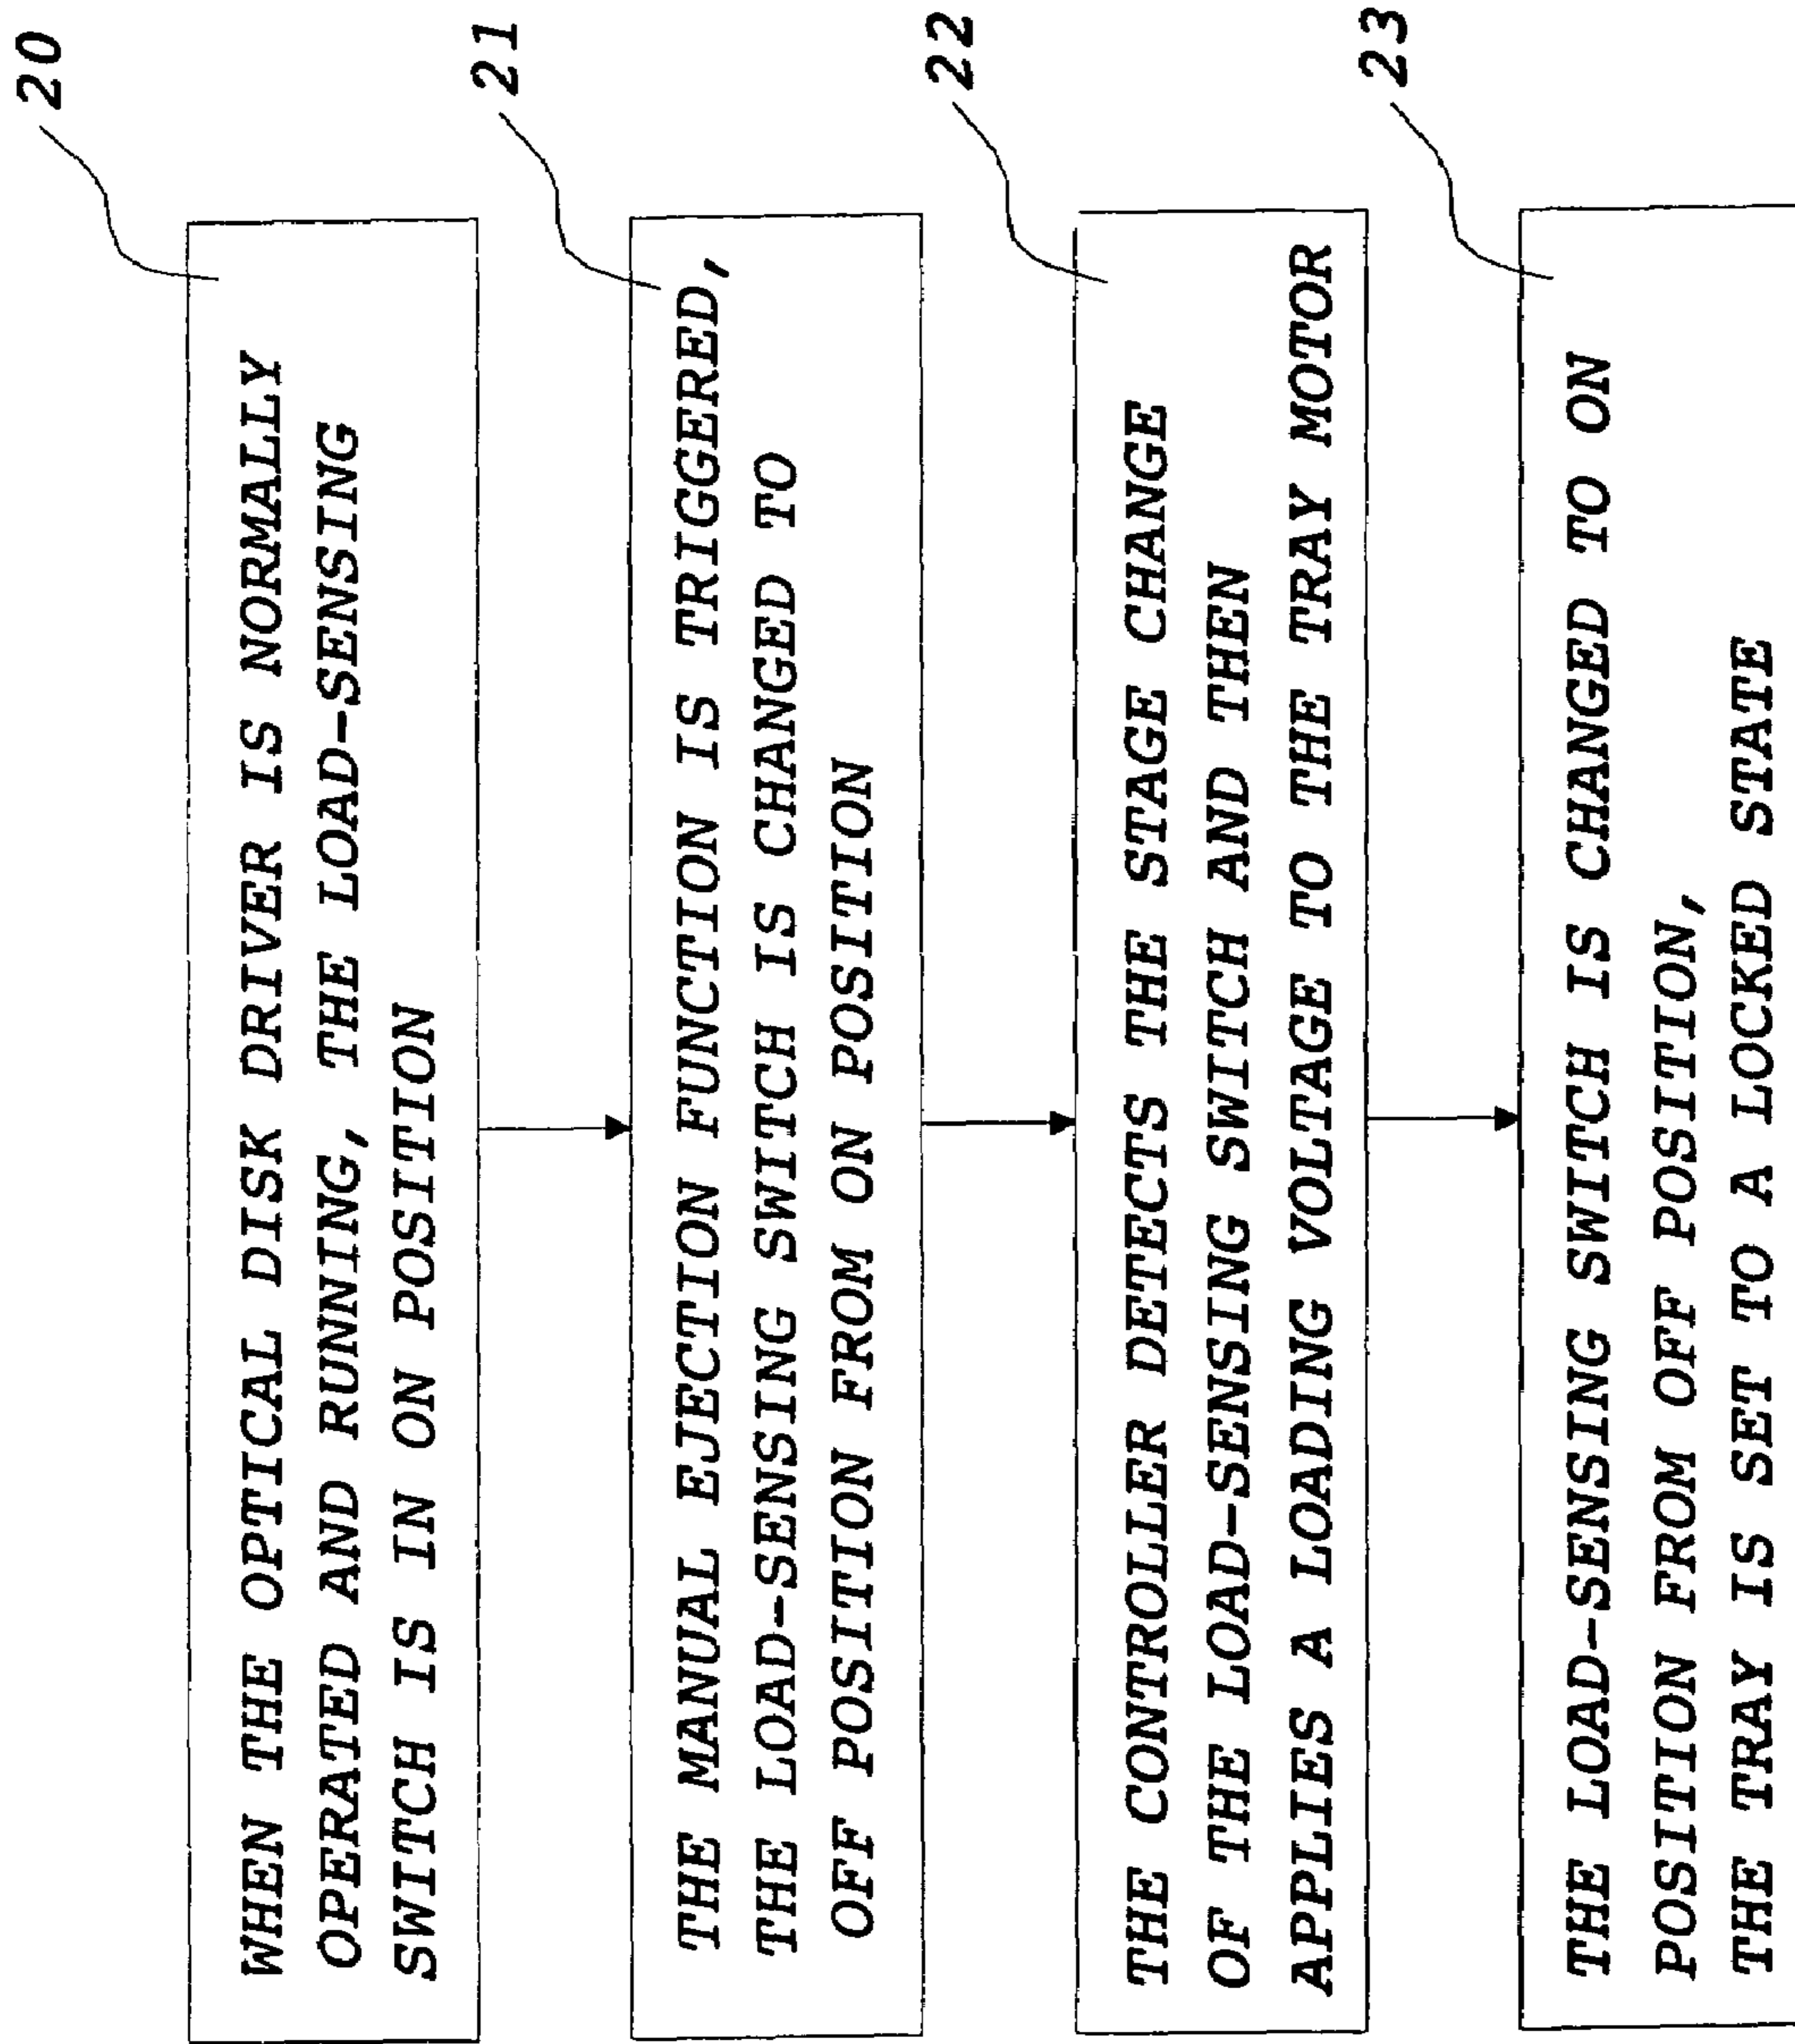 20
WHEN THE OPTICAL DISK DRIVER IS NORMALLY
OPERATED AND RUNNING, THE LOAD-SENSING
SWITCH IS IN ON POSITION
21
THE MANUAL EJECTION FUNCTION IS TRIGGERED,
THE LOAD-SENSING SWITCH IS CHANGED TO
OFF POSITION FROM ON POSITION
22
THE CONTROLLER DETECTS THE STAGE CHANGE
OF THE LOAD-SENSING SWITCH AND THEN
APPLIES A LOADING VOLTAGE TO THE TRAY MOTOR
23
THE LOAD-SENSING SWITCH IS CHANGED TO ON
POSITION FROM OFF POSITION,
THE TRAY IS SET TO A LOCKED STATE